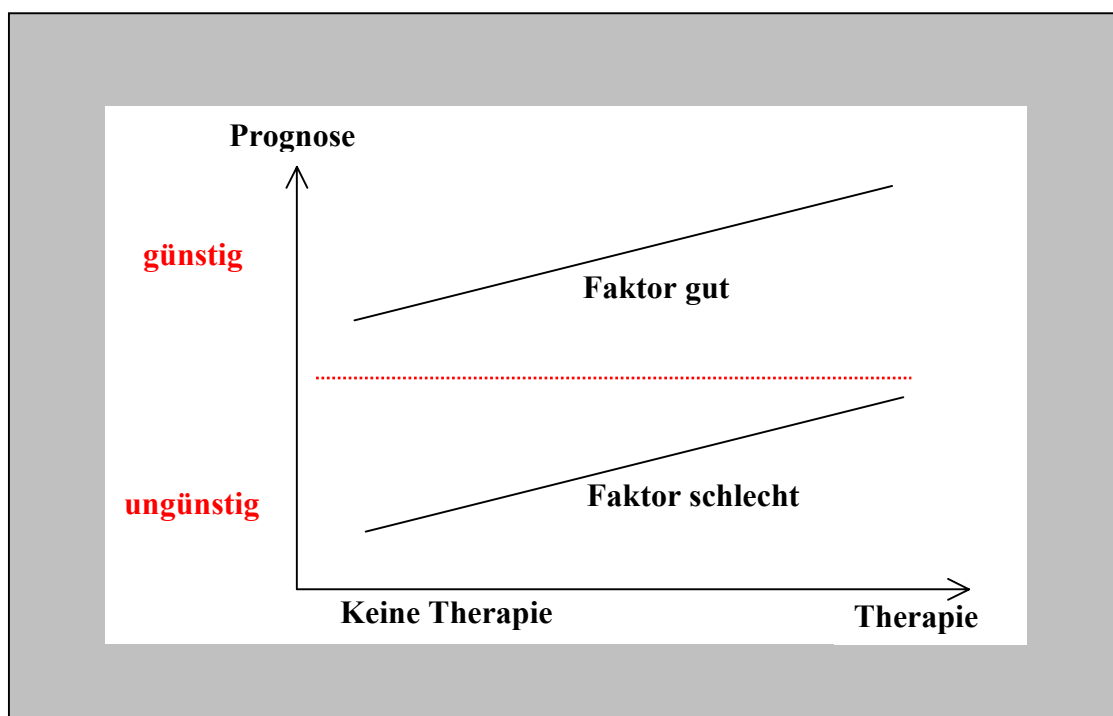 Prognose
günstig
Faktor gut
Faktor schlecht
ungünstig
Keine Therapie
Therapie